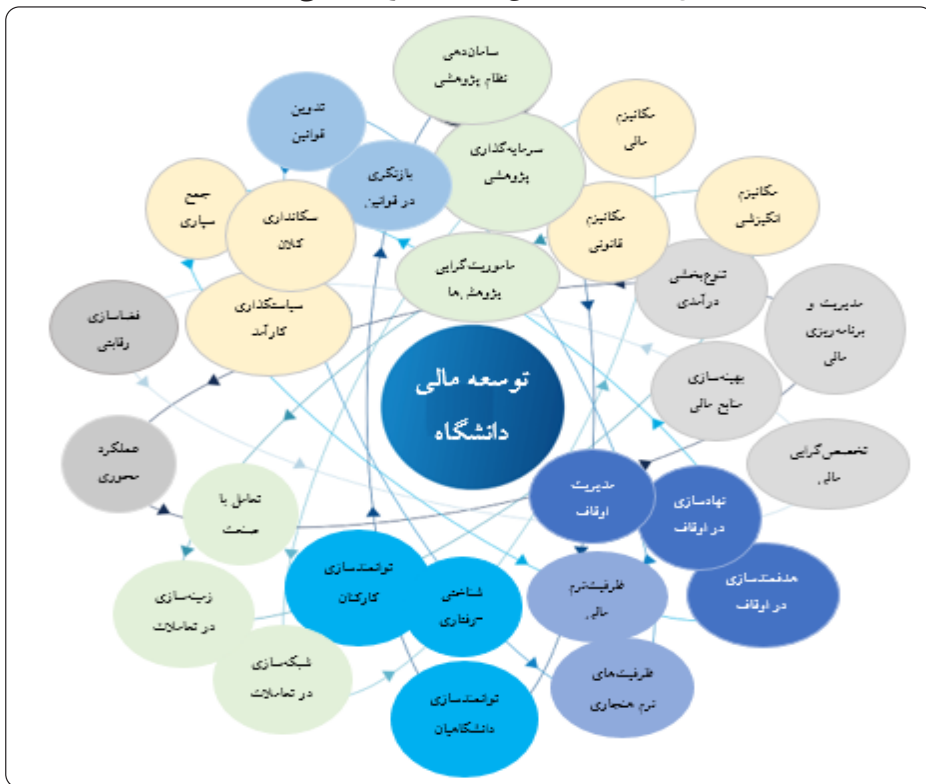 سامان‌دهی
نظام پژوهشی
تدوین
قوانین
سرمایه‌گذاری
پژوهشی
مکانیزم
مالی
بازنگری
در قوانین
جمع
سپاری
سکانداری
کلان
مکانیزم
قانونی
مکانیزم
انگیزشی
ماموریت‌گرایی
پژوهش‌ها
تنوع‌بخشی
درآمدی
سیاستگذاری
کارآمد
فضاسازی
رقابتی
مدیریت و
برنامه‌ریزی
مالی
توسعه مالی
دانشگاه
بهینه‌سازی
منابع مالی
عملکرد
محوری
تخصص‌گرایی
مالی
تعامل با
صنعت
مدیریت
اوقاف
نهادسازی
در اوقاف
توانمندسازی
کارکنان
شناختی
-رفتاری
ظرفیت‌نرم
مالی
هدفمندسازی
در اوقاف
زمینه‌سازی
در تعاملات
شبکه‌سازی
در تعاملات
توانمندسازی
دانشگاهیان
ظرفیت‌های
نرم هنجاری